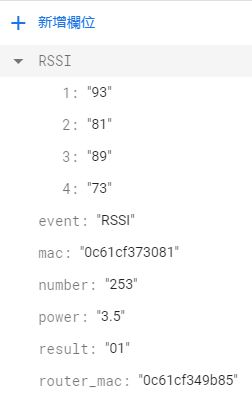 + 新增欄位
RSSI
1: "93"
2: "81"
3: "89"
4: "73"
event: "RSSI"
mac: "0c61cf373081"
number: "253"
power: "3.5"
result: "01"
router_mac: "0c61cf349b85"